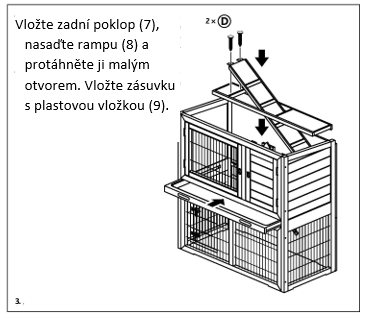 Vložte zadní poklop (7),
nasaďte rampu (8) a
protáhněte ji malým
otvorem. Vložte zásuvku
s plastovou vložkou (9).
2 x D
3.